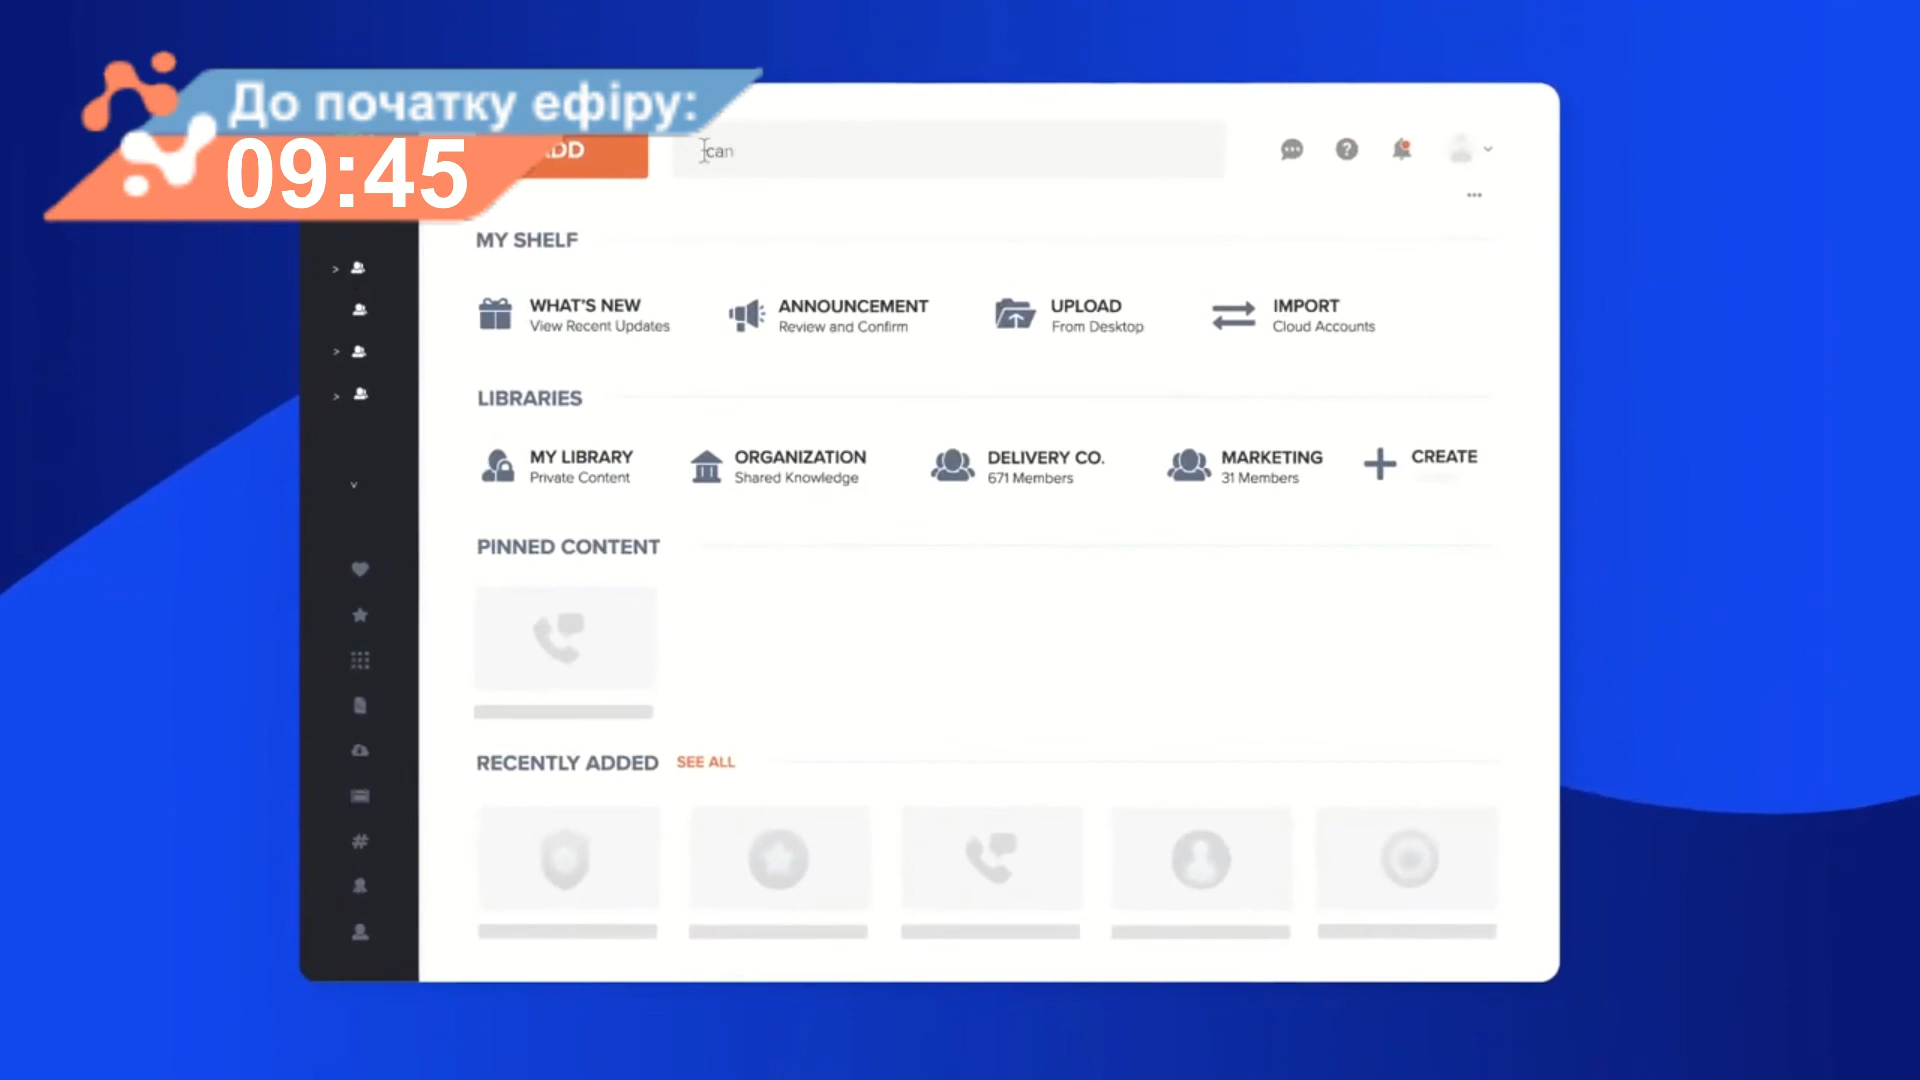 До початку ефіру:
09:45
DD
can
MY SHELF
WHAT'S NEW
View Recent Updates
ANNOUNCEMENT
Review and Confirm
UPLOAD
From Desktop
IMPORT
Cloud Accounts
LIBRARIES
MY LIBRARY
Private Content
ORGANIZATION
Shared Knowledge
DELIVERY CO.
671 Members
MARKETING
31 Members
CREATE
PINNED CONTENT
RECENTLY ADDED SEE ALL